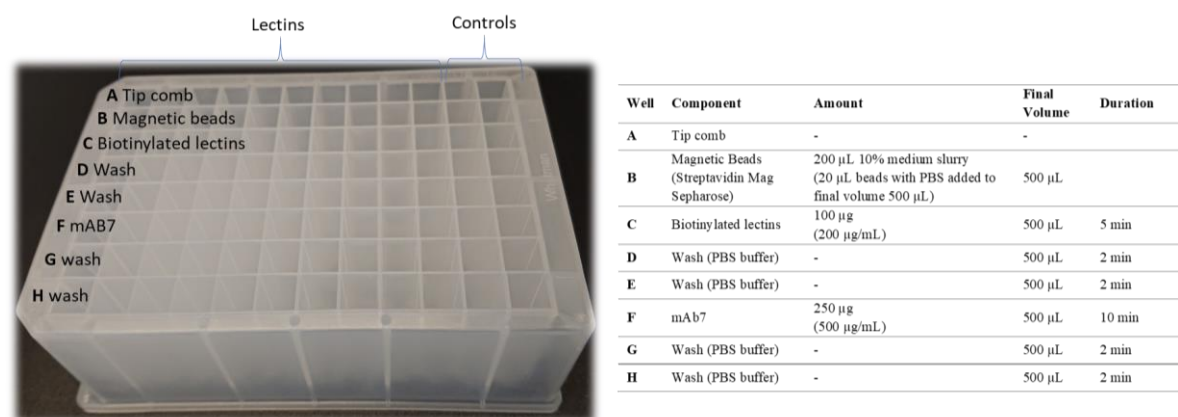 Lectins
Controls
A Tip comb
B Magnetic beads
C Biotinylated lectins
D Wash
E Wash
F mAB7
G wash
H wash
Whatman
Well Component Amount Final Volume Duration
A Tip comb - -
B Magnetic Beads (Streptavidin Mag Sepharose) 200 µL 10% medium slurry (20 µL beads with PBS added to final volume 500 µL) 500 µL
C Biotinylated lectins 100 µg (200 µg/mL) 500 µL 5 min
D Wash (PBS buffer) - 500 µL 2 min
E Wash (PBS buffer) - 500 µL 2 min
F mAb7 250 µg (500 µg/mL) 500 µL 10 min
G Wash (PBS buffer) - 500 µL 2 min
H Wash (PBS buffer) - 500 µL 2 min